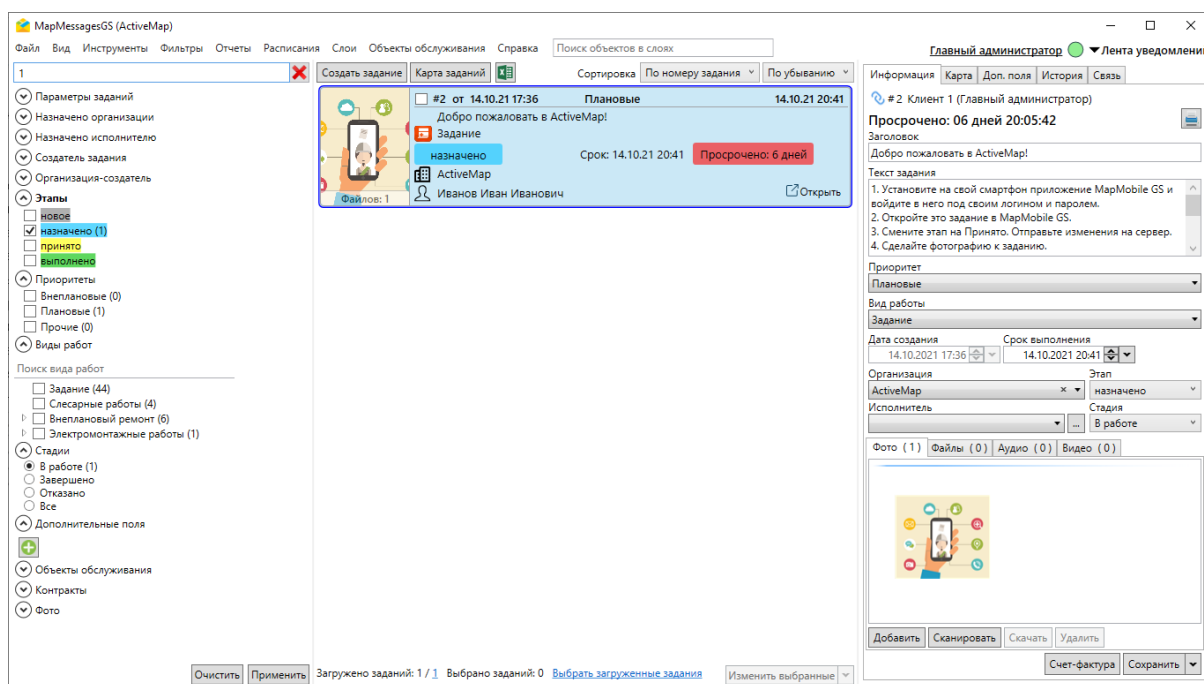 MapMessagesGS (ActiveMap)
Файл Вид Инструменты Фильтры Отчеты Расписания Слои Объекты обслуживания Справка Поиск объектов в слоях
Главный администратор Лента уведомлени
1
Параметры заданий
Назначено организации
Назначено исполнителю
Создатель задания
Организация-создатель
Этапы
новое
назначено (1)
принято
выполнено
Приоритеты
Внеплановые (0)
Плановые (1)
Прочие (0)
Виды работ
Поиск вида работ
Задание (44)
Слесарные работы (4)
Внеплановый ремонт (6)
Электромонтажные работы (1)
Стадии
В работе (1)
Завершено
Отказано
Все
Дополнительные поля
Объекты обслуживания
Контракты
Фото
Очистить Применить
Создать задание Карта заданий Сортировка По номеру задания По убыванию
#2 от 14.10.21 17:36 Плановые 14.10.21 20:41
Добро пожаловать в ActiveMap!
Задание
назначено Срок: 14.10.21 20:41 Просрочено: 6 дней
ActiveMap
Иванов Иван Иванович Открыть
Файлов: 1
Загружено заданий: 1 / 1 Выбрано заданий: 0 Выбрать загруженные задания Изменить выбранные
Информация Карта Доп. поля История Связь
# 2 Клиент 1 (Главный администратор)
Просрочено: 06 дней 20:05:42
Заголовок
Добро пожаловать в ActiveMap!
Текст задания
1. Установите на свой смартфон приложение MapMobile GS и
войдите в него под своим логином и паролем.
2. Откройте это задание в MapMobile GS.
3. Смените этап на Принято. Отправьте изменения на сервер.
4. Сделайте фотографию к заданию.
Приоритет
Плановые
Вид работы
Задание
Дата создания Срок выполнения
14.10.2021 17:36 14.10.2021 20:41
Организация Этап
ActiveMap назначено
Исполнитель Стадия
... В работе
Фото ( 1 ) Файлы ( 0 ) Аудио ( 0 ) Видео ( 0 )
Добавить Сканировать Скачать Удалить
Счет-фактура Сохранить